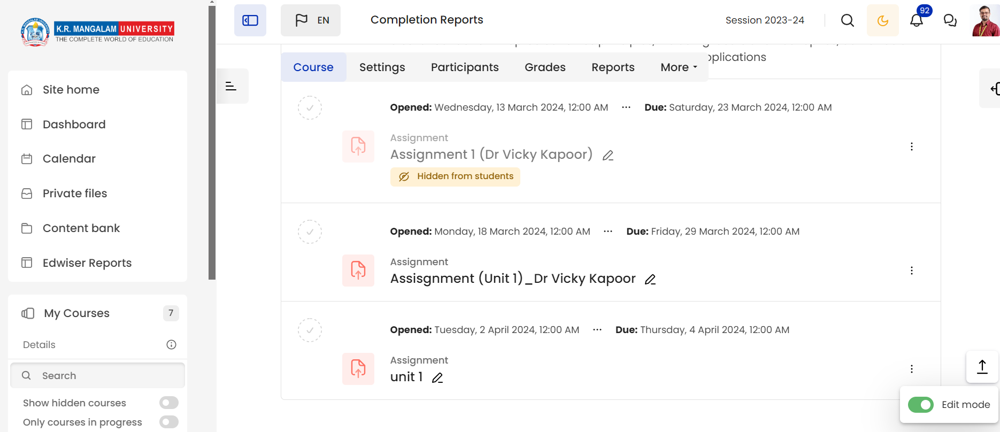 K.R. MANGALAM UNIVERSITY
THE COMPLETE WORLD OF EDUCATION
EN
Completion Reports
Session 2023-24
92
Site home
Dashboard
Calendar
Private files
Content bank
Edwiser Reports
My Courses
7
Details
Search
Show hidden courses
Only courses in progress
pplications
Course
Settings
Participants
Grades
Reports
More
Opened: Wednesday, 13 March 2024, 12:00 AM ··· Due: Saturday, 23 March 2024, 12:00 AM
Assignment
Assignment 1 (Dr Vicky Kapoor)
Hidden from students
Opened: Monday, 18 March 2024, 12:00 AM ··· Due: Friday, 29 March 2024, 12:00 AM
Assignment
Assisgnment (Unit 1)_Dr Vicky Kapoor
Opened: Tuesday, 2 April 2024, 12:00 AM ··· Due: Thursday, 4 April 2024, 12:00 AM
Assignment
unit 1
Edit mode